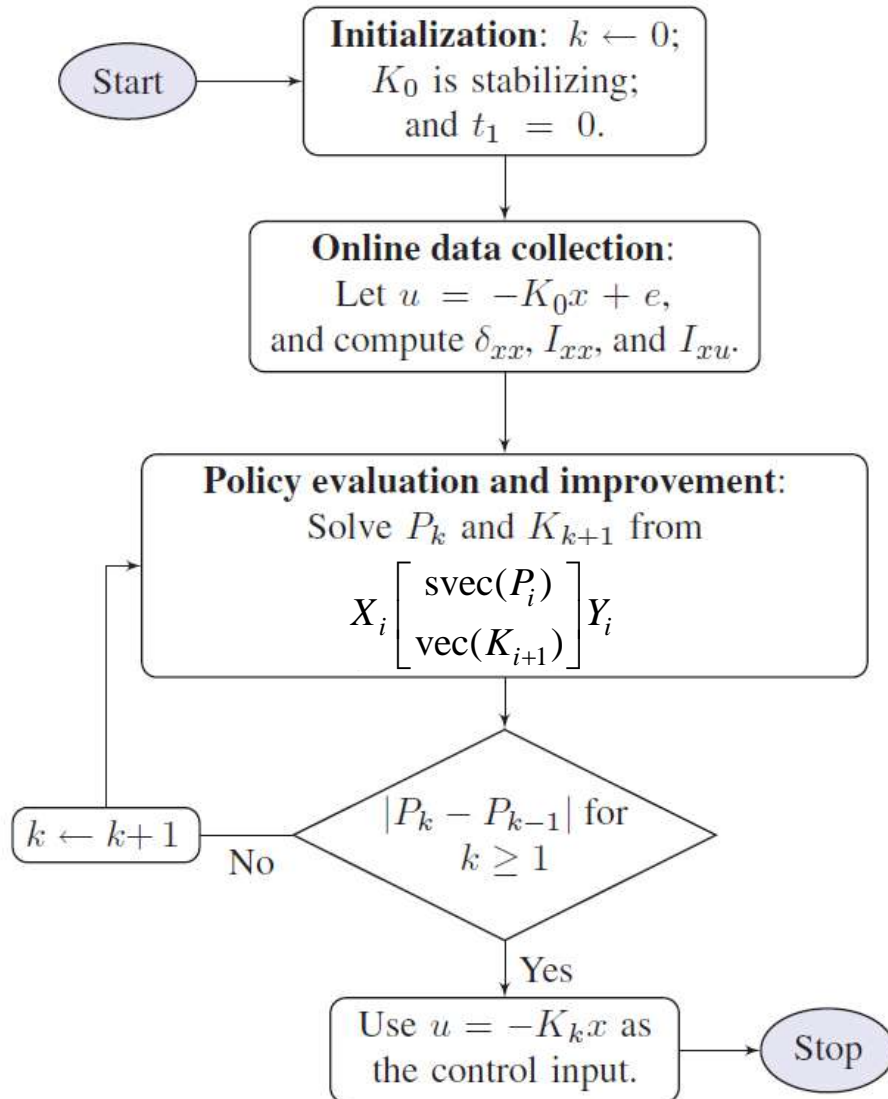 Start
Initialization: k ← 0;
K₀ is stabilizing;
and t₁ = 0.
Online data collection:
Let u = −K₀x + e,
and compute δₓₓ, Iₓₓ, and Iₓᵤ.
Policy evaluation and improvement:
Solve Pₖ and Kₖ₊₁ from
Xᵢ [ svec(Pᵢ)
vec(Kᵢ₊₁) ] Yᵢ
|Pₖ − Pₖ₋₁| for
k ≥ 1
k ← k+1
No
Yes
Use u = −Kₖx as
the control input.
Stop